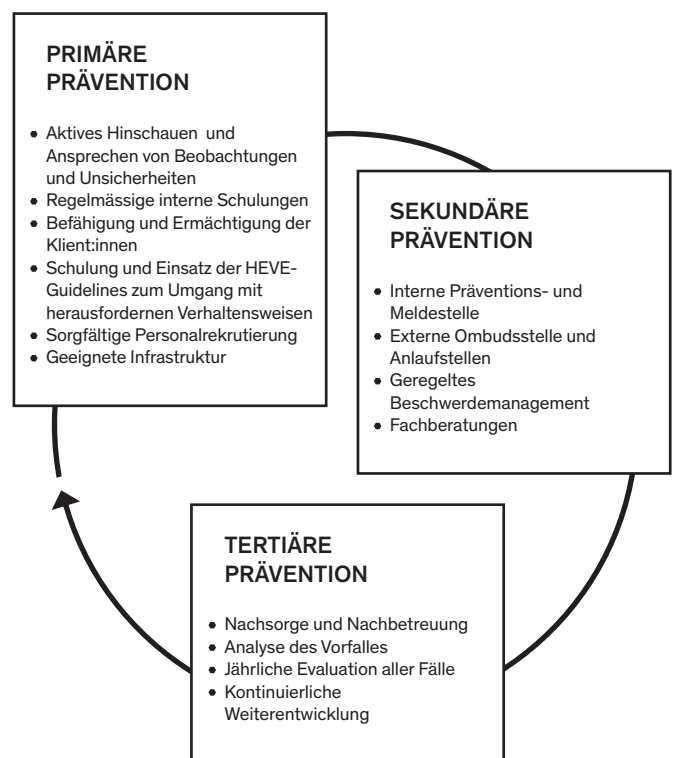 PRIMÄRE
PRÄVENTION
• Aktives Hinschauen und
Ansprechen von Beobachtungen
und Unsicherheiten
• Regelmässige interne Schulungen
• Befähigung und Ermächtigung der
Klient:innen
• Schulung und Einsatz der HEVE-
Guidelines zum Umgang mit
herausfordernen Verhaltensweisen
• Sorgfältige Personalrekrutierung
• Geeignete Infrastruktur
SEKUNDÄRE
PRÄVENTION
• Interne Präventions- und
Meldestelle
• Externe Ombudsstelle und
Anlaufstellen
• Geregeltes
Beschwerdemanagement
• Fachberatungen
TERTIÄRE
PRÄVENTION
• Nachsorge und Nachbetreuung
• Analyse des Vorfalles
• Jährliche Evaluation aller Fälle
• Kontinuierliche
Weiterentwicklung